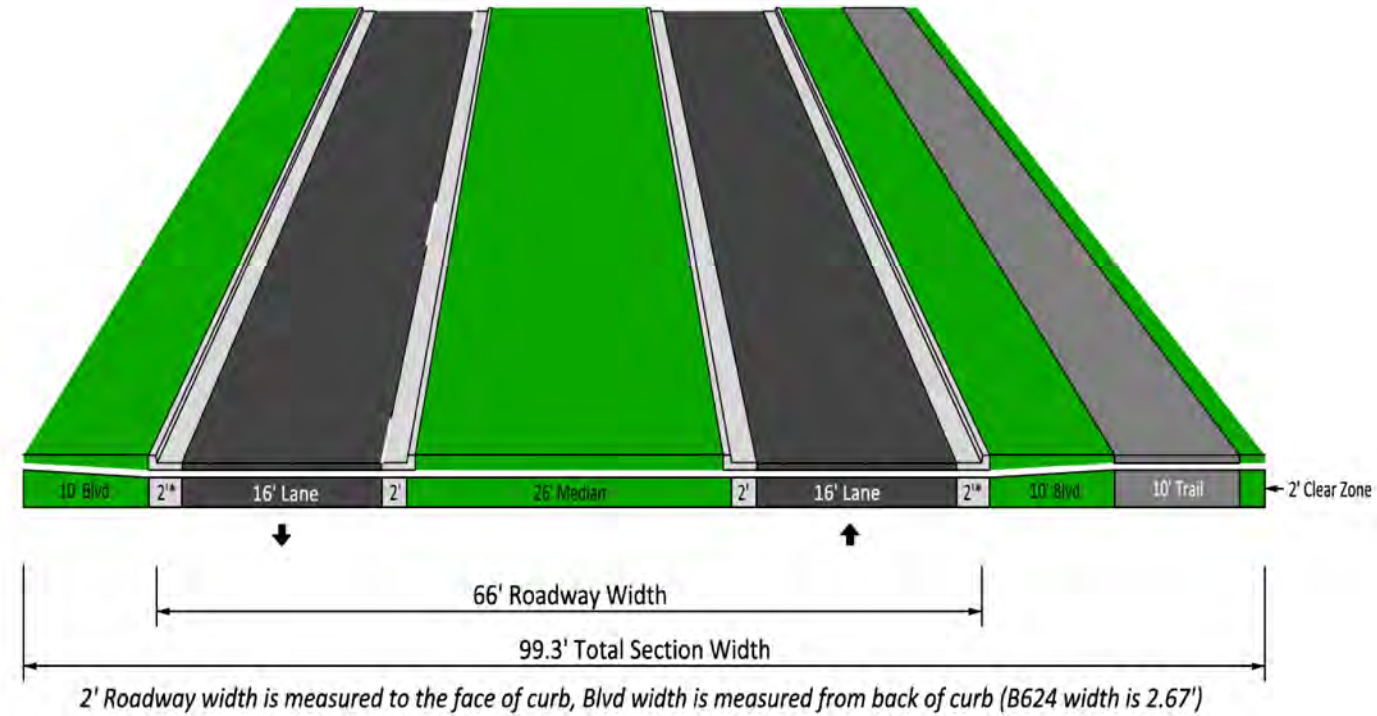 10' Blvd 2'* 16' Lane 2' 26' Median 2' 16' Lane 2'* 10' Blvd 10' Trail 2' Clear Zone
66' Roadway Width
99.3' Total Section Width
2' Roadway width is measured to the face of curb, Blvd width is measured from back of curb (B624 width is 2.67')